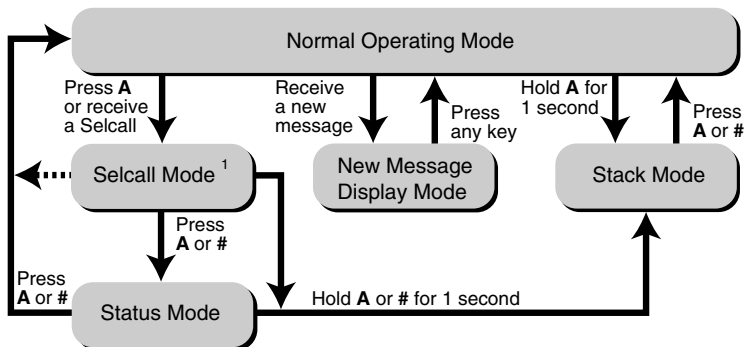 Normal Operating Mode
Press A
or receive
a Selcall
Receive
a new
message
Press
any key
Hold A for
1 second
Press
A or #
Selcall Mode 1
New Message
Display Mode
Stack Mode
Press
A or #
Press
A or #
Status Mode
Hold A or # for 1 second